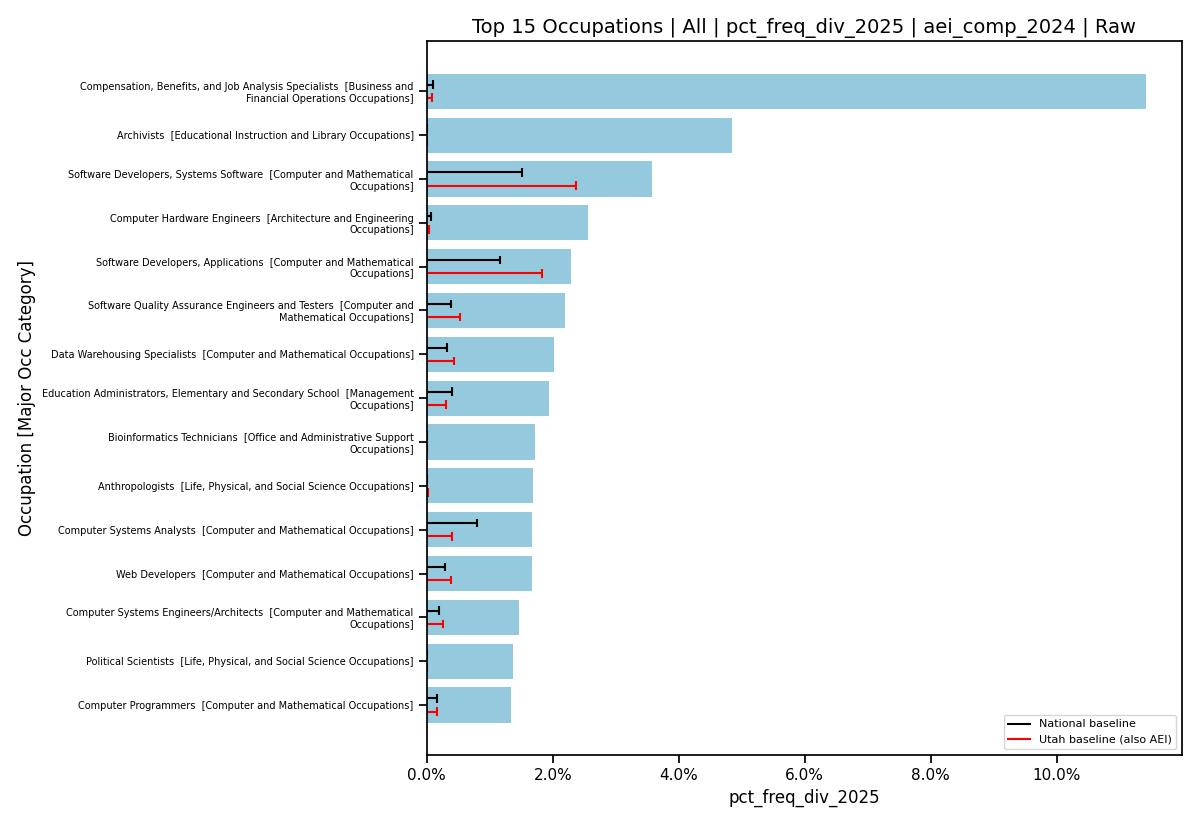 Top 15 Occupations | All | pct_freq_div_2025 | aei_comp_2024 | Raw
Occupation [Major Occ Category]
Compensation, Benefits, and Job Analysis Specialists [Business and
Financial Operations Occupations]
Archivists [Educational Instruction and Library Occupations]
Software Developers, Systems Software [Computer and Mathematical
Occupations]
Computer Hardware Engineers [Architecture and Engineering
Occupations]
Software Developers, Applications [Computer and Mathematical
Occupations]
Software Quality Assurance Engineers and Testers [Computer and
Mathematical Occupations]
Data Warehousing Specialists [Computer and Mathematical Occupations]
Education Administrators, Elementary and Secondary School [Management
Occupations]
Bioinformatics Technicians [Office and Administrative Support
Occupations]
Anthropologists [Life, Physical, and Social Science Occupations]
Computer Systems Analysts [Computer and Mathematical Occupations]
Web Developers [Computer and Mathematical Occupations]
Computer Systems Engineers/Architects [Computer and Mathematical
Occupations]
Political Scientists [Life, Physical, and Social Science Occupations]
Computer Programmers [Computer and Mathematical Occupations]
National baseline
Utah baseline (also AEI)
0.0% 2.0% 4.0% 6.0% 8.0% 10.0%
pct_freq_div_2025